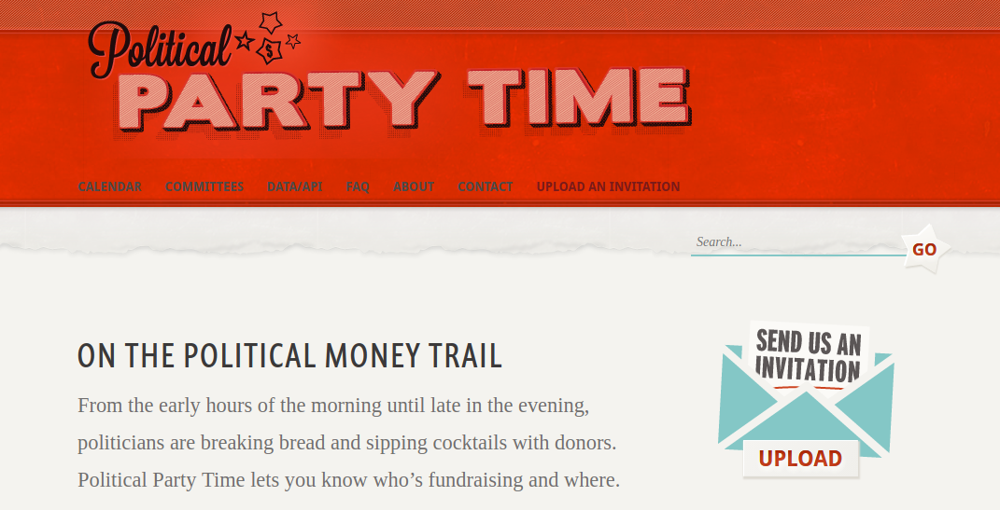 Political
PARTY TIME
CALENDAR COMMITTEES DATA/API FAQ ABOUT CONTACT UPLOAD AN INVITATION
Search...
GO
ON THE POLITICAL MONEY TRAIL
From the early hours of the morning until late in the evening,
politicians are breaking bread and sipping cocktails with donors.
Political Party Time lets you know who’s fundraising and where.
SEND US AN
INVITATION
UPLOAD